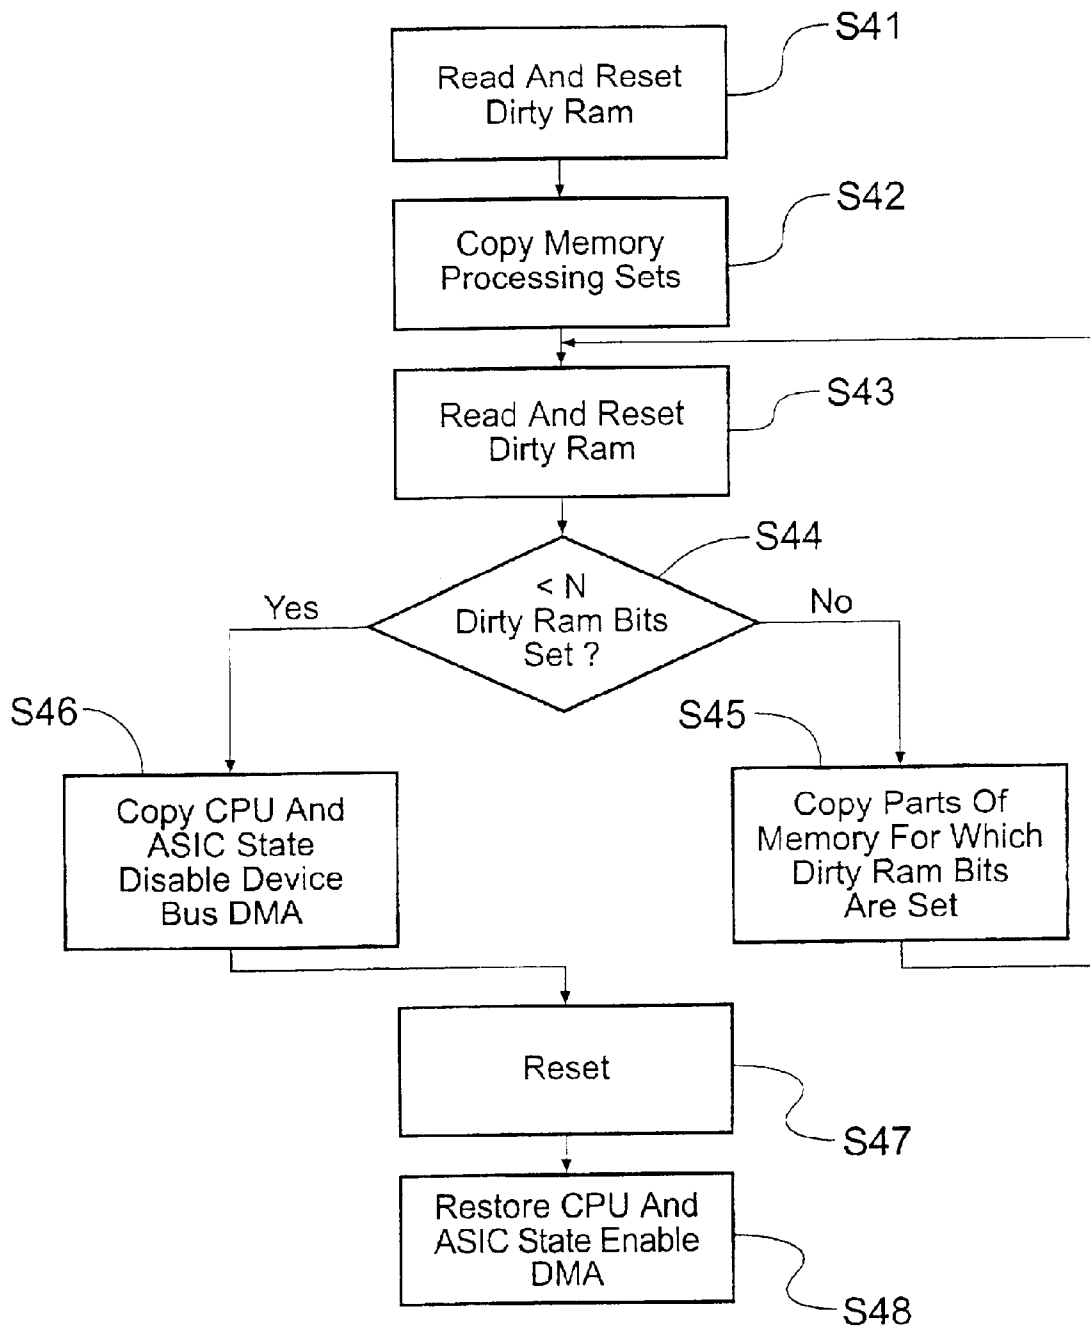 S41
Read And Reset
Dirty Ram
S42
Copy Memory
Processing Sets
S43
Read And Reset
Dirty Ram
S44
< N
Dirty Ram Bits
Set ?
Yes
No
S46
Copy CPU And
ASIC State
Disable Device
Bus DMA
S45
Copy Parts Of
Memory For Which
Dirty Ram Bits
Are Set
Reset
S47
Restore CPU And
ASIC State Enable
DMA
S48